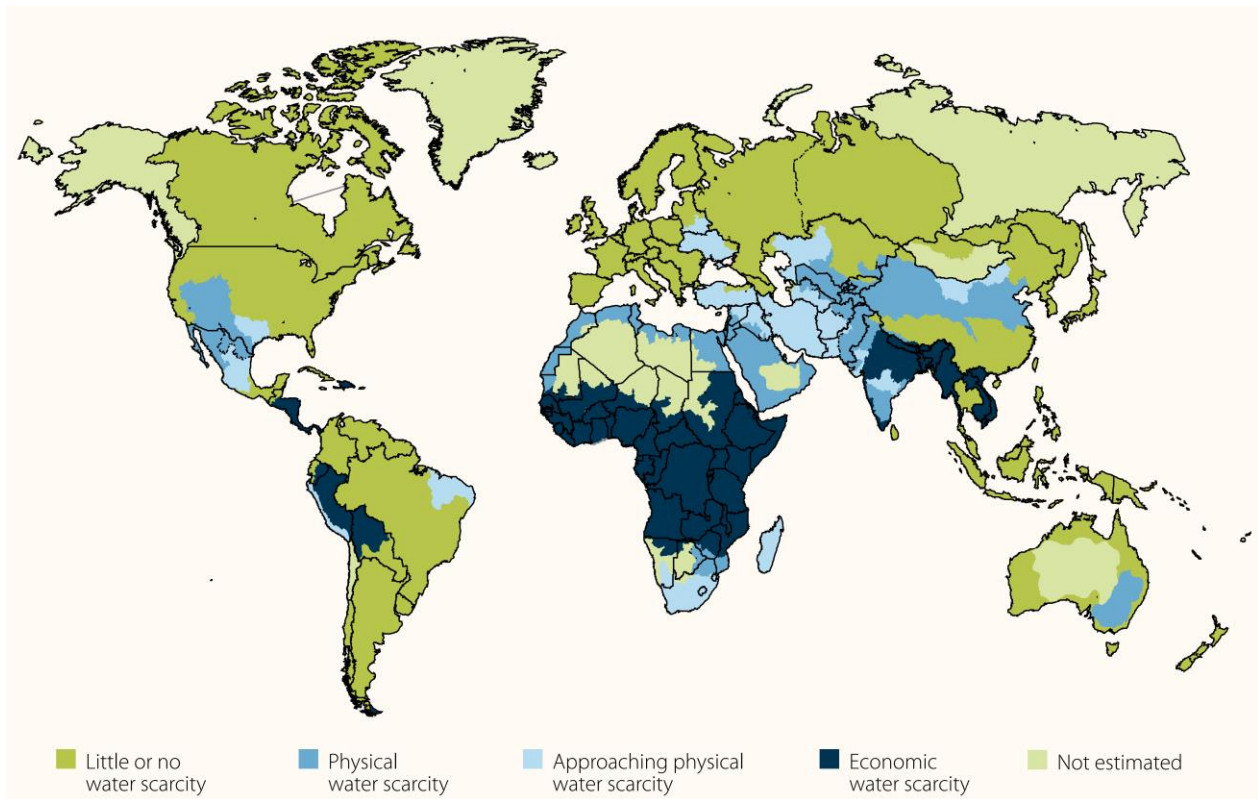 Little or no
water scarcity
Physical
water scarcity
Approaching physical
water scarcity
Economic
water scarcity
Not estimated